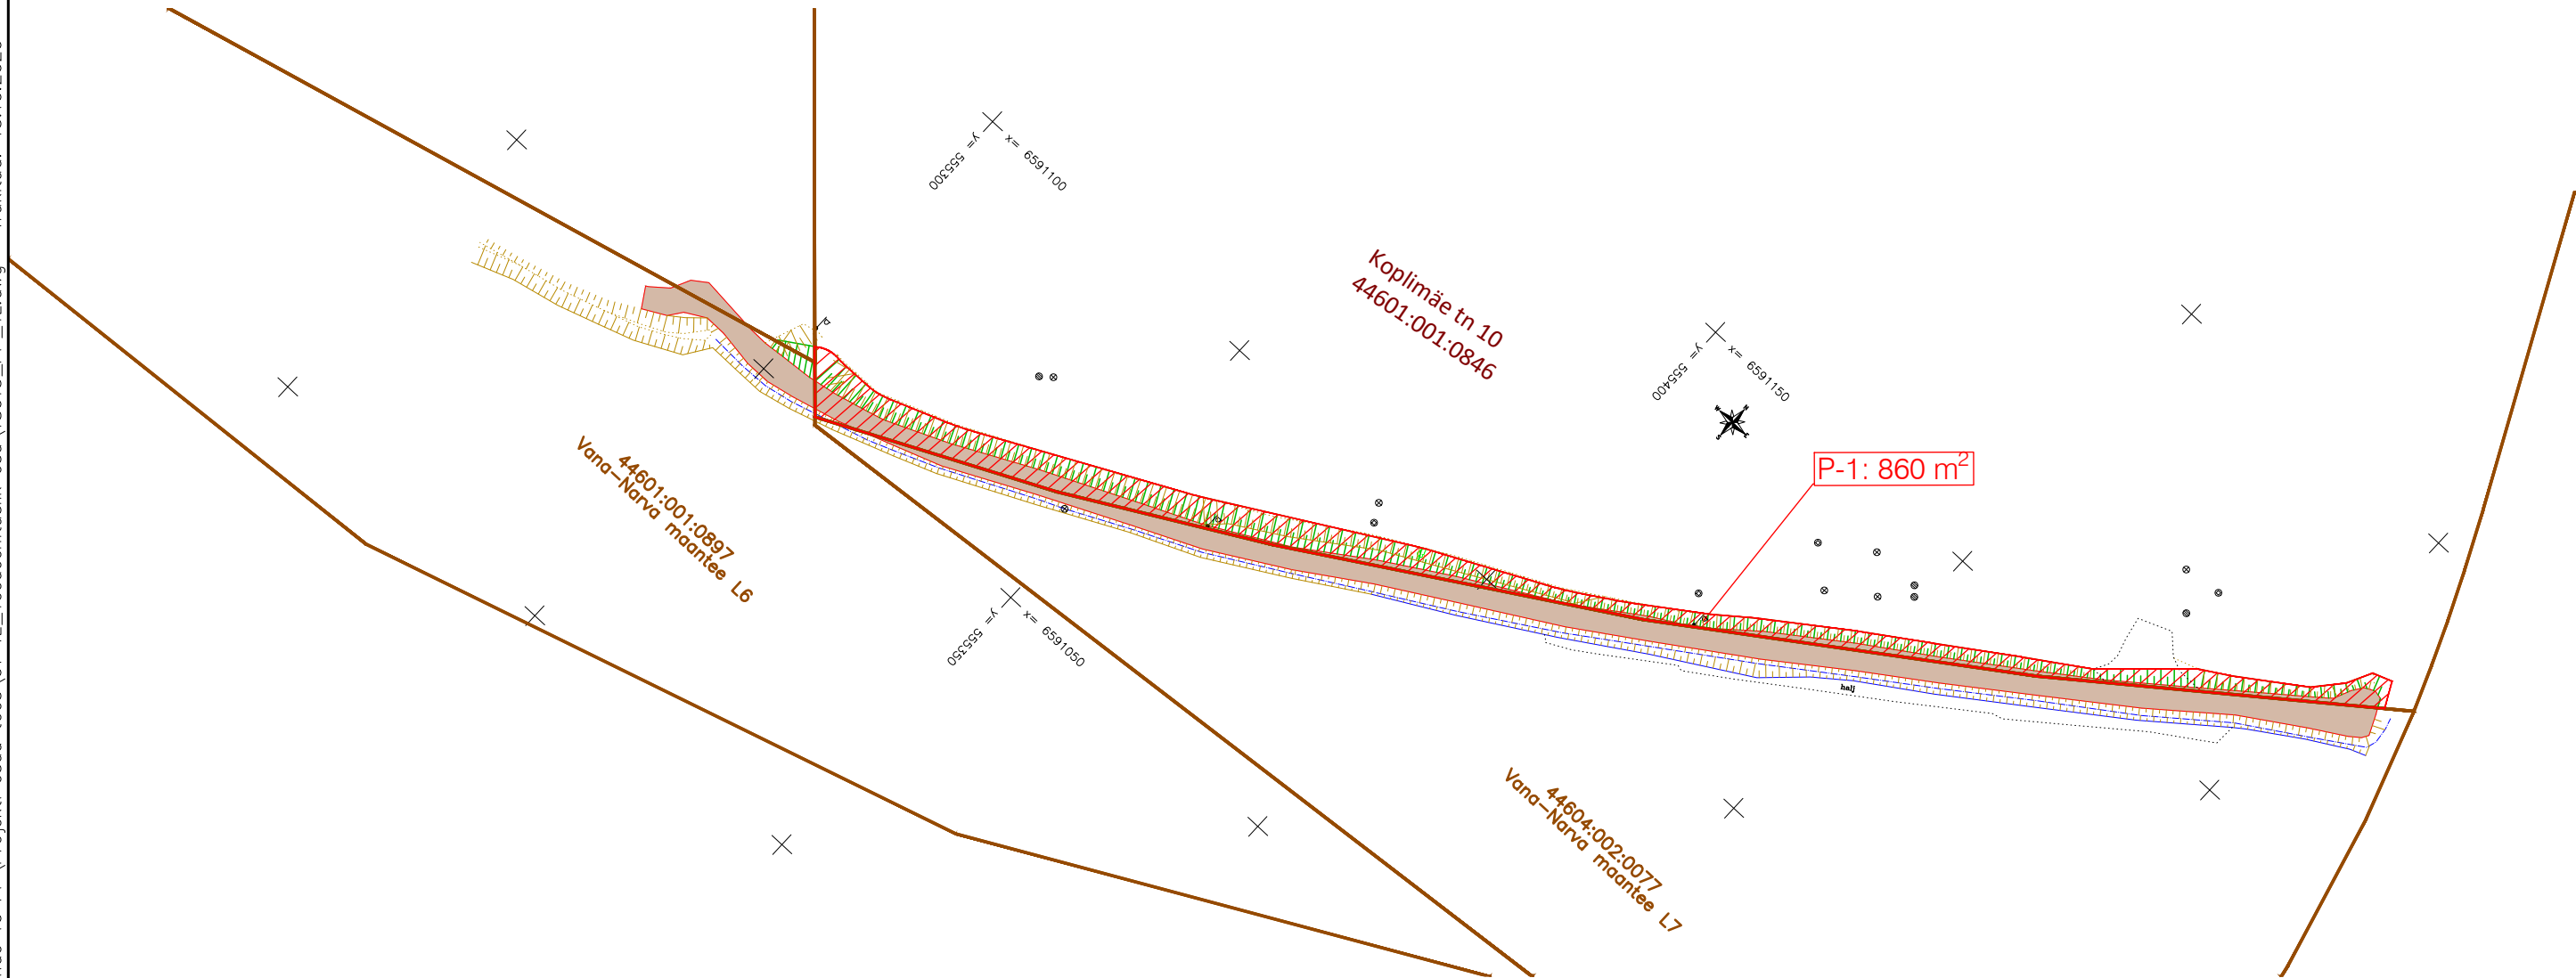 x= 6591100
y= 555300
Koplimäe tn 10
44601:001:0846
x= 6591150
y= 555400
P-1: 860 m²
44601:001:0897
Vana-Narva maantee L6
x= 6591050
y= 555350
halj
44604:002:0077
Vana-Narva maantee L7